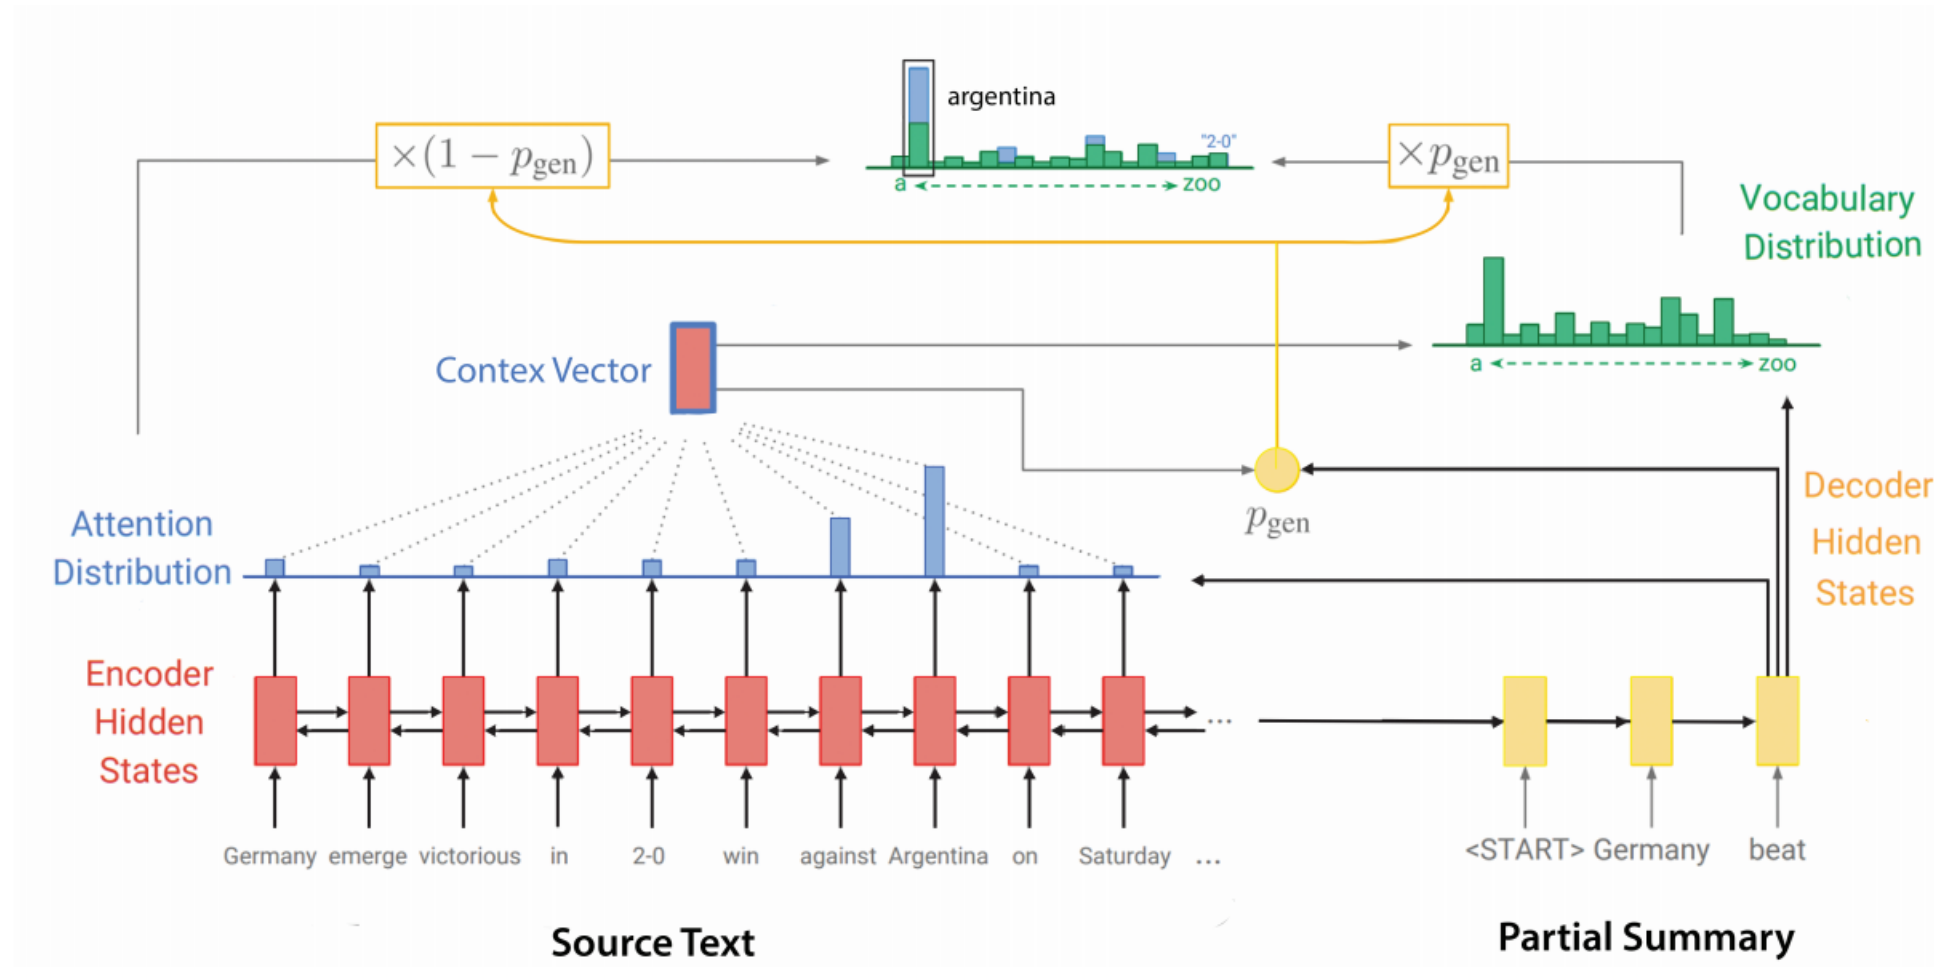 argentina
×(1 − pgen)
"2-0"
×pgen
a
zoo
Vocabulary
Distribution
Contex Vector
a
zoo
pgen
Attention
Distribution
Decoder
Hidden
States
Encoder
Hidden
States
...
Germany emerge victorious in 2-0 win against Argentina on Saturday ...
<START> Germany beat
Source Text
Partial Summary